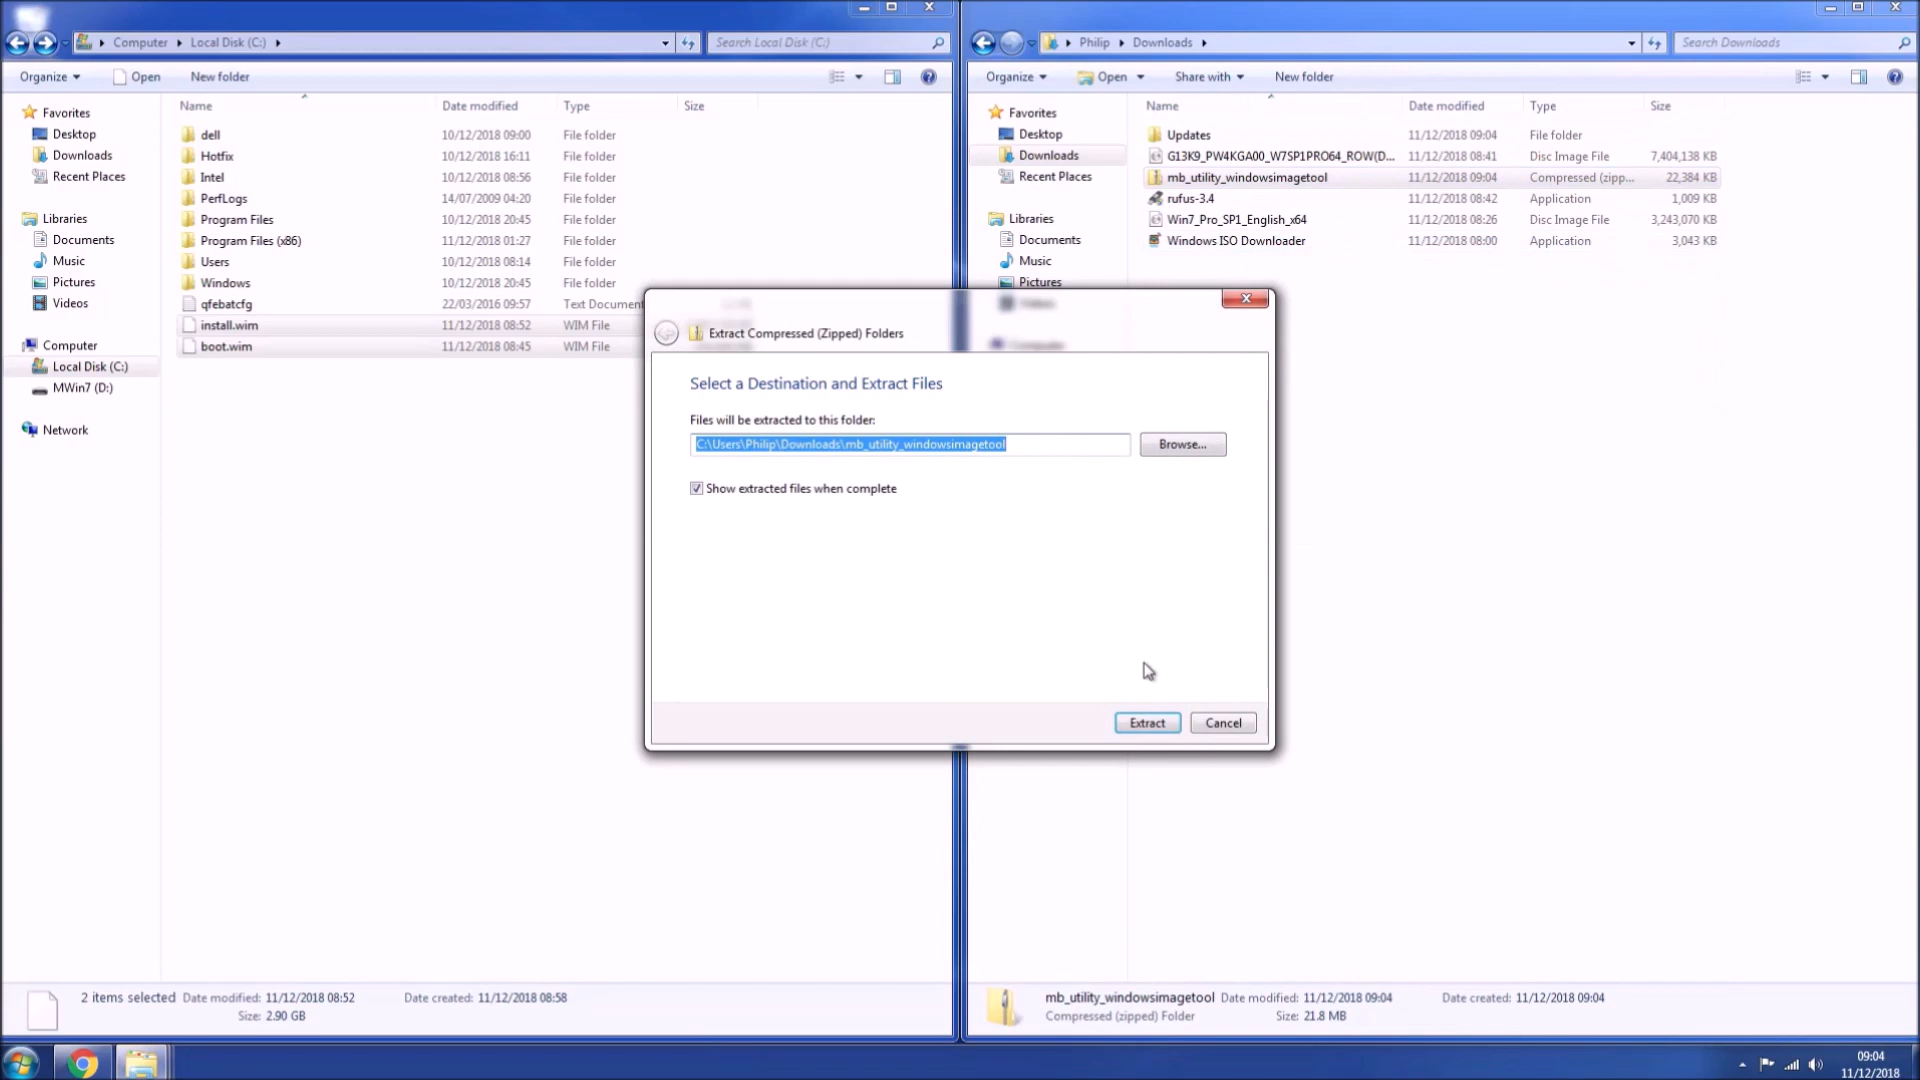 Computer Local Disk (C:)
Search Local Disk (C:)
Organize Open New folder
Favorites
Desktop
Downloads
Recent Places
Libraries
Documents
Music
Pictures
Videos
Computer
Local Disk (C:)
MWin7 (D:)
Network
Name Date modified Type Size
dell 10/12/2018 09:00 File folder
Hotfix 10/12/2018 16:11 File folder
Intel 10/12/2018 08:56 File folder
PerfLogs 14/07/2009 04:20 File folder
Program Files 10/12/2018 20:45 File folder
Program Files (x86) 11/12/2018 01:27 File folder
Users 10/12/2018 08:14 File folder
Windows 10/12/2018 20:45 File folder
qfebatcfg 22/03/2016 09:57 Text Documen
install.wim 11/12/2018 08:52 WIM File
boot.wim 11/12/2018 08:45 WIM File
2 items selected Date modified: 11/12/2018 08:52 Date created: 11/12/2018 08:58
Size: 2.90 GB
Philip Downloads
Search Downloads
Organize Open Share with New folder
Favorites
Desktop
Downloads
Recent Places
Libraries
Documents
Music
Pictures
Name Date modified Type Size
Updates 11/12/2018 09:04 File folder
G13K9_PW4KGA00_W7SP1PRO64_ROW(D... 11/12/2018 08:41 Disc Image File 7,404,138 KB
mb_utility_windowsimagetool 11/12/2018 09:04 Compressed (zipp... 22,384 KB
rufus-3.4 11/12/2018 08:42 Application 1,009 KB
Win7_Pro_SP1_English_x64 11/12/2018 08:26 Disc Image File 3,243,070 KB
Windows ISO Downloader 11/12/2018 08:00 Application 3,043 KB
Extract Compressed (Zipped) Folders
Select a Destination and Extract Files
Files will be extracted to this folder:
C:\Users\Philip\Downloads\mb_utility_windowsimagetool
Browse...
Show extracted files when complete
Extract Cancel
mb_utility_windowsimagetool Date modified: 11/12/2018 09:04 Date created: 11/12/2018 09:04
Compressed (zipped) Folder Size: 21.8 MB
09:04
11/12/2018